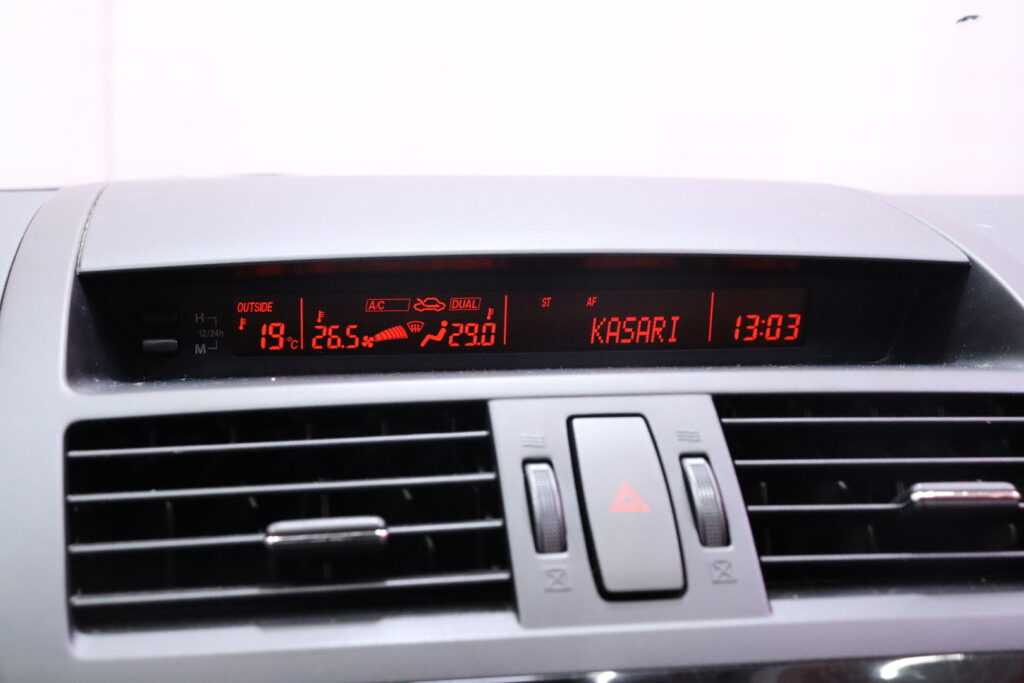 OUTSIDE
19°C
A/C DUAL
26.5 29.0
ST AF
KASARI
13:03
H
12/24h
M